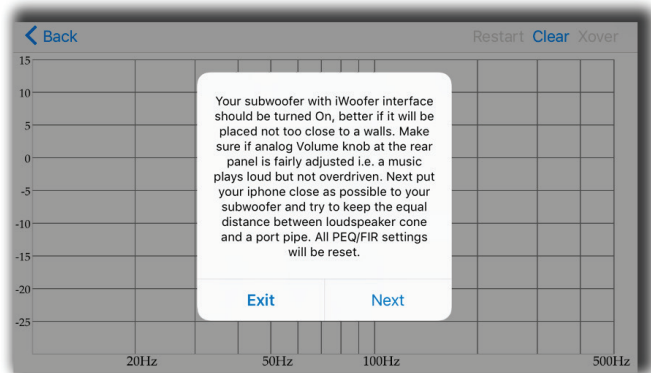 Back Restart Clear Xover
15
10
5
0
-5
-10
-15
-20
-25
Your subwoofer with iWoofer interface
should be turned On, better if it will be
placed not too close to a walls. Make
sure if analog Volume knob at the rear
panel is fairly adjusted i.e. a music
plays loud but not overdriven. Next put
your iphone close as possible to your
subwoofer and try to keep the equal
distance between loudspeaker cone
and a port pipe. All PEQ/FIR settings
will be reset.
Exit Next
20Hz 50Hz 100Hz 500Hz